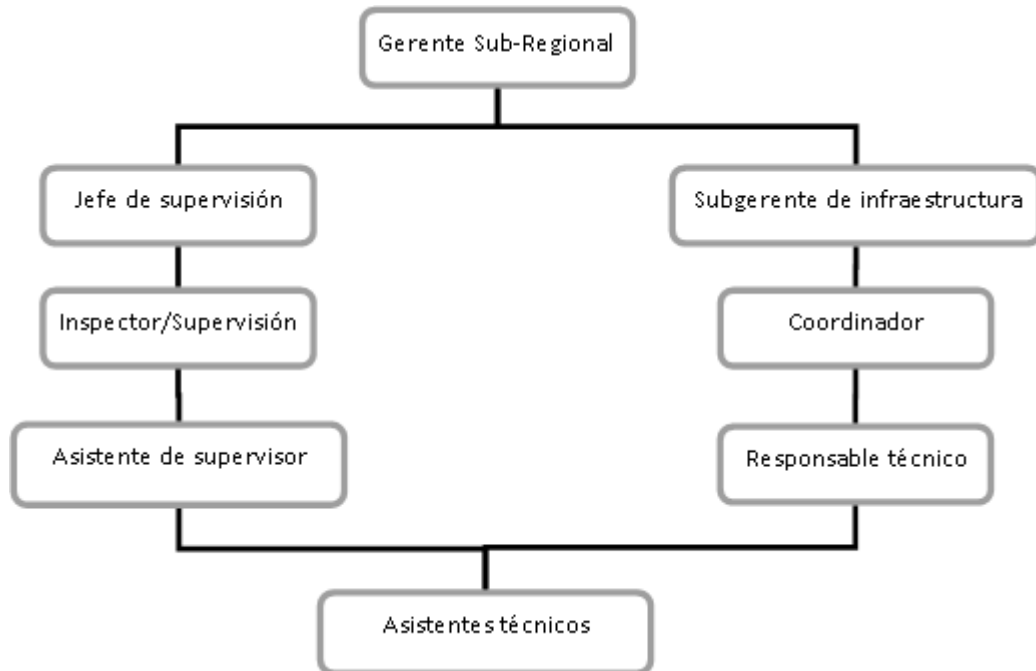 Gerente Sub-Regional
Jefe de supervisión
Subgerente de infraestructura
Inspector/Supervisión
Coordinador
Asistente de supervisor
Responsable técnico
Asistentes técnicos